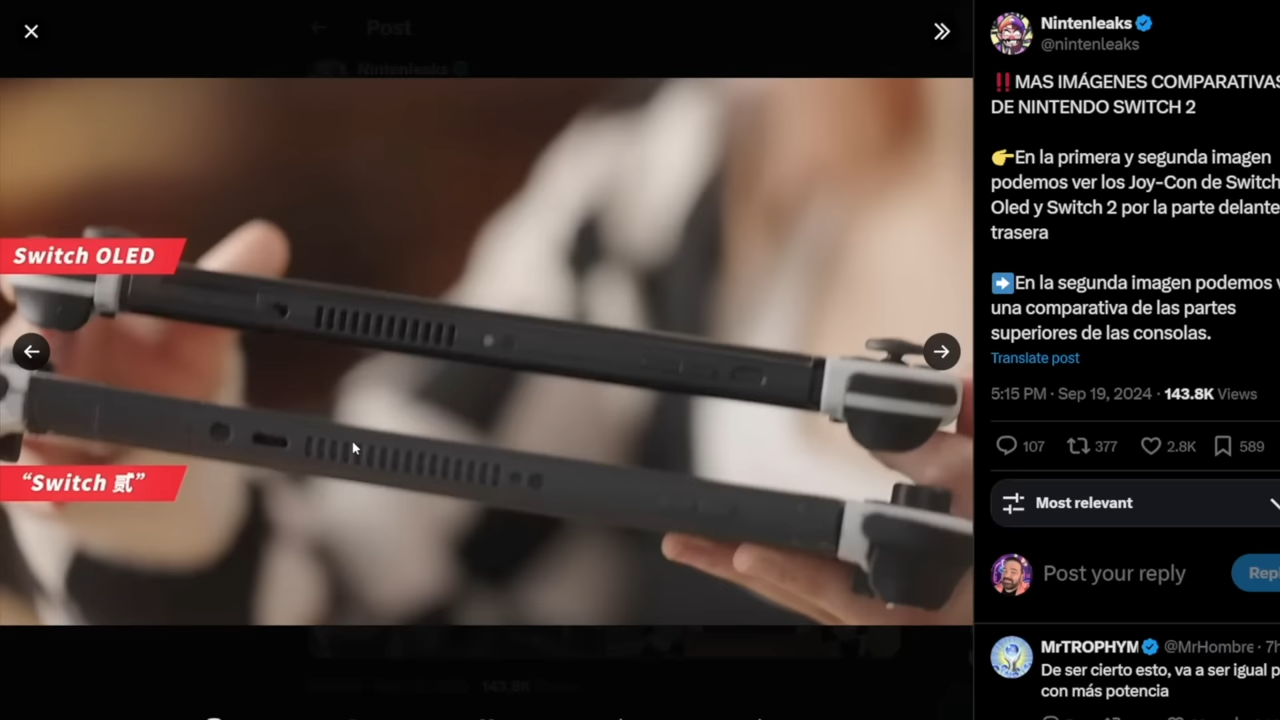 Post
Nintenleaks
Switch OLED
“Switch 贰”
Nintenleaks
@nintenleaks
‼️MAS IMÁGENES COMPARATIVAS
DE NINTENDO SWITCH 2
👉En la primera y segunda imagen
podemos ver los Joy-Con de Switch
Oled y Switch 2 por la parte delante
trasera
➡️En la segunda imagen podemos v
una comparativa de las partes
superiores de las consolas.
Translate post
5:15 PM · Sep 19, 2024 · 143.8K Views
107 377 2.8K 589
Most relevant
Post your reply
Repl
MrTROPHYM @MrHombre · 7h
De ser cierto esto, va a ser igual p
con más potencia